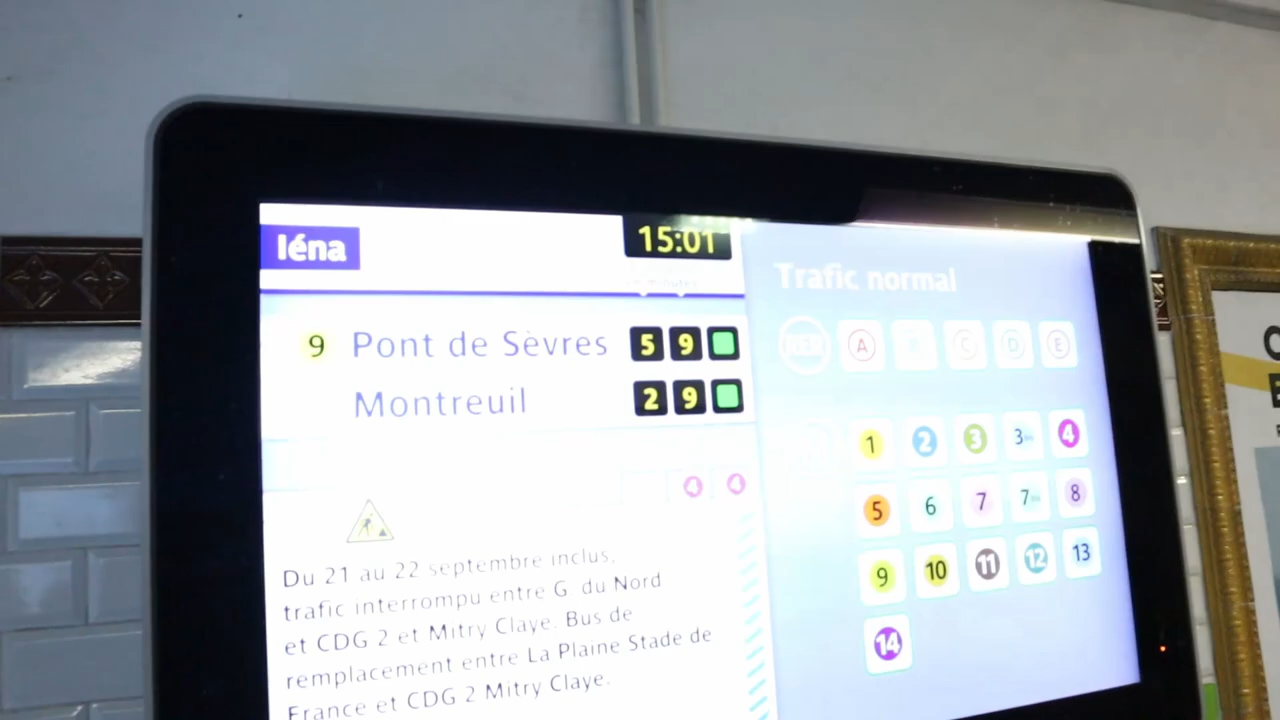 Iéna
15:01
minutes
9 Pont de Sèvres 5 9
Montreuil 2 9
4 4
Du 21 au 22 septembre inclus,
trafic interrompu entre G. du Nord
et CDG 2 et Mitry Claye. Bus de
remplacement entre La Plaine Stade de
France et CDG 2 Mitry Claye.
Trafic normal
RER A C D E
1 2 3 3bis 4
5 6 7 7bis 8
9 10 11 12 13
14